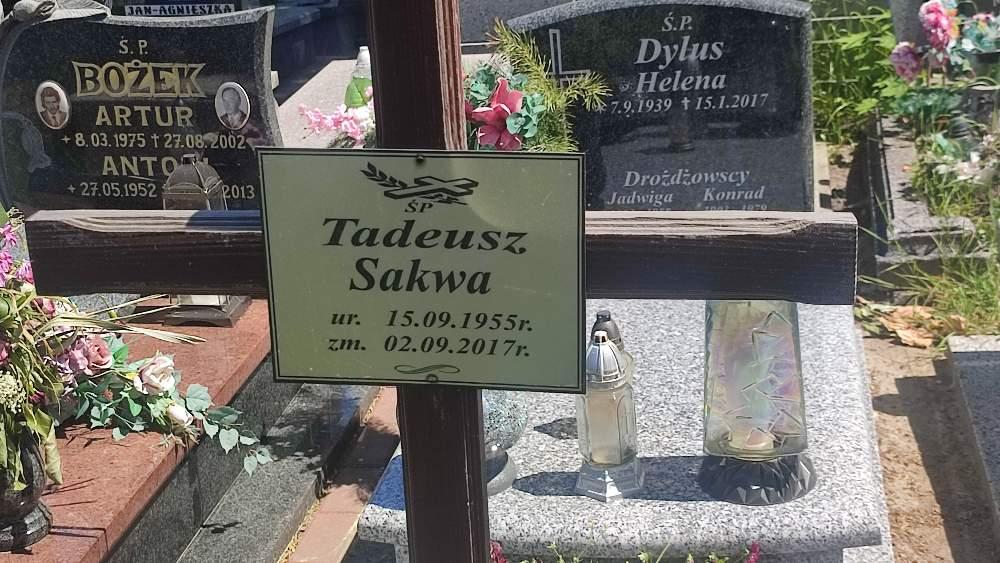 JAN-AGNIESZKA
Ś.P.
BOŻEK
ARTUR
* 8.03.1975 † 27.08.2002
ANTONI
* 27.05.1952 2013
Ś.P.
Dylus
Helena
7.9.1939 † 15.1.2017
Drożdżowscy
Jadwiga Konrad
ŚP
Tadeusz
Sakwa
ur. 15.09.1955r.
zm. 02.09.2017r.